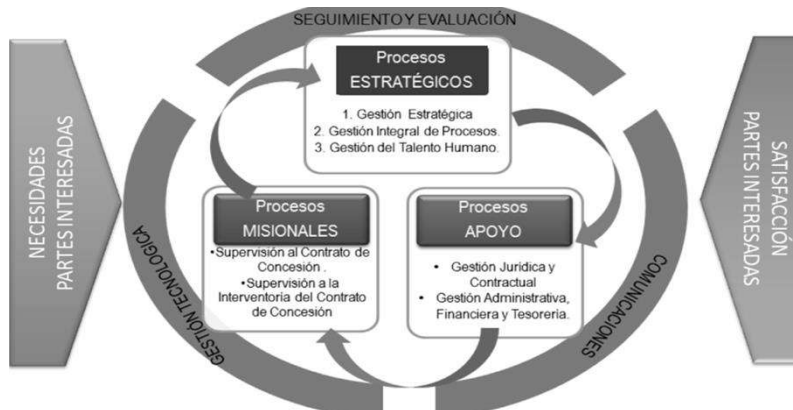 SEGUIMIENTO Y EVALUACIÓN
NECESIDADES
PARTES INTERESADAS
Procesos
ESTRATÉGICOS
1. Gestión Estratégica
2. Gestión Integral de Procesos.
3. Gestión del Talento Humano.
Procesos
MISIONALES
•Supervisión al Contrato de
Concesión .
•Supervisión a la
Interventoría del Contrato
de Concesión
Procesos
APOYO
• Gestión Jurídica y
Contractual
• Gestión Administrativa,
Financiera y Tesorería.
GESTIÓN TECNOLOGICA
COMUNICACIONES
SATISFACCIÓN
PARTES INTERESADAS